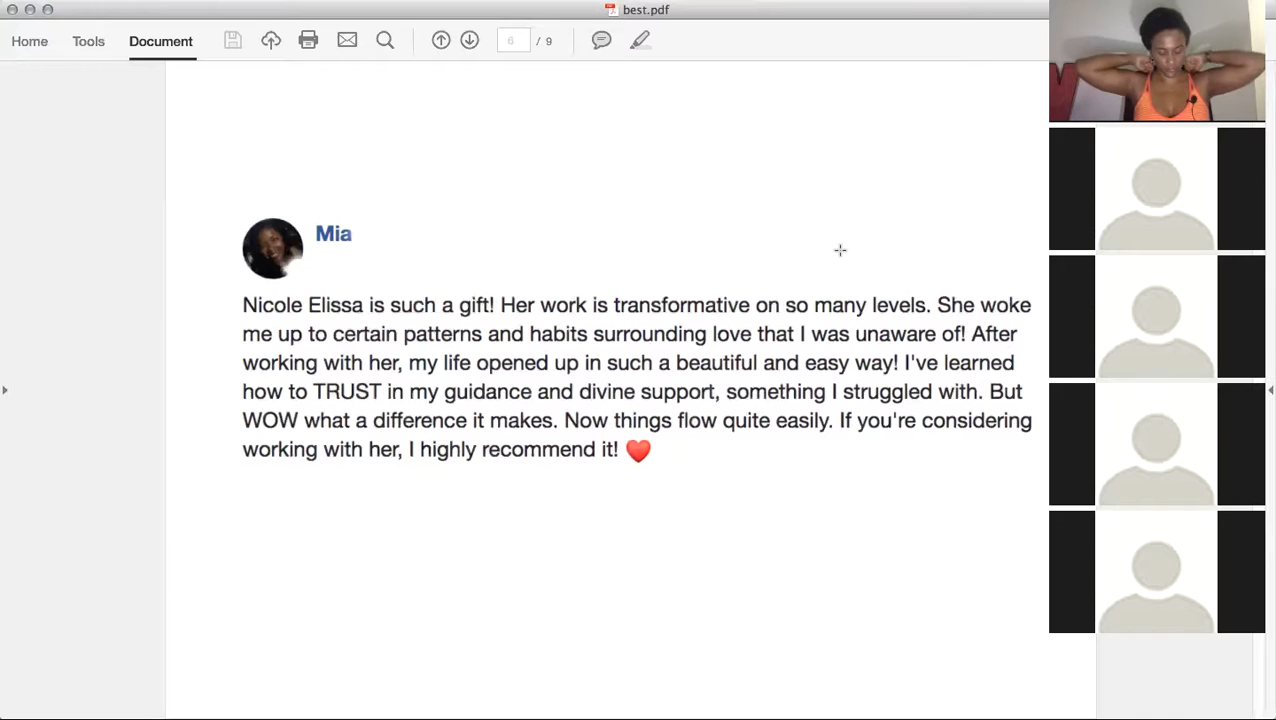 best.pdf
Home Tools Document 6 / 9
Mia
Nicole Elissa is such a gift! Her work is transformative on so many levels. She woke
me up to certain patterns and habits surrounding love that I was unaware of! After
working with her, my life opened up in such a beautiful and easy way! I've learned
how to TRUST in my guidance and divine support, something I struggled with. But
WOW what a difference it makes. Now things flow quite easily. If you're considering
working with her, I highly recommend it! ❤️